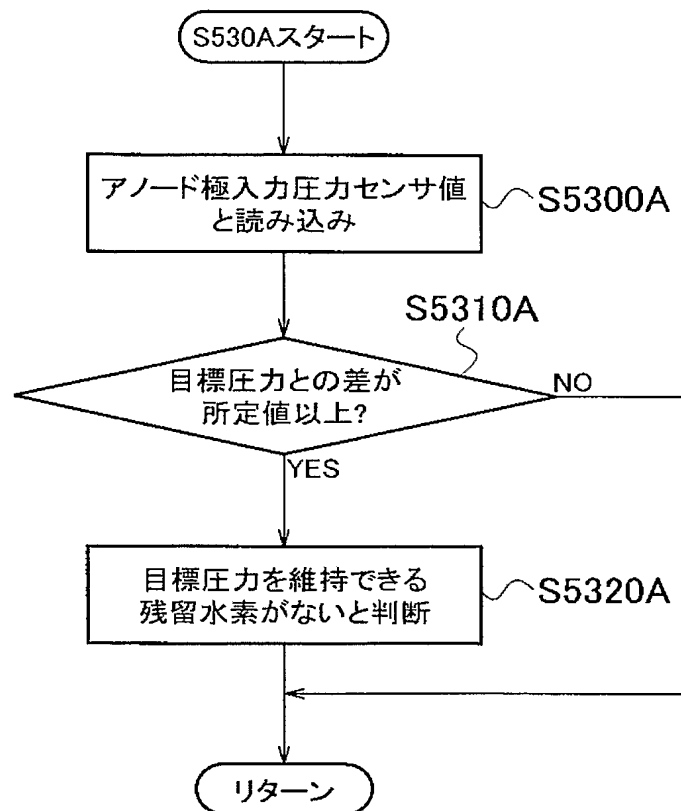 S530Aスタート
アノード極入力圧力センサ値
と読み込み
S5300A
S5310A
目標圧力との差が
所定値以上?
NO
YES
目標圧力を維持できる
残留水素がないと判断
S5320A
リターン